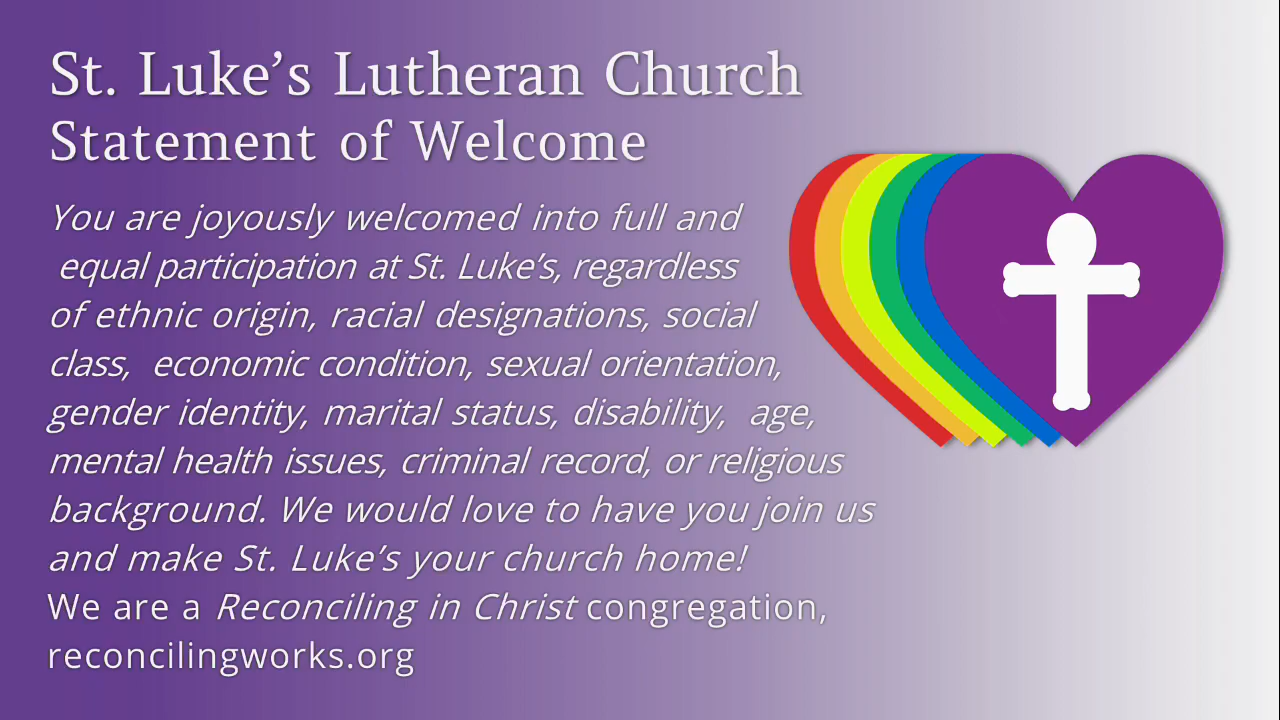 St. Luke’s Lutheran Church
Statement of Welcome
You are joyously welcomed into full and
equal participation at St. Luke’s, regardless
of ethnic origin, racial designations, social
class, economic condition, sexual orientation,
gender identity, marital status, disability, age,
mental health issues, criminal record, or religious
background. We would love to have you join us
and make St. Luke’s your church home!
We are a Reconciling in Christ congregation,
reconcilingworks.org